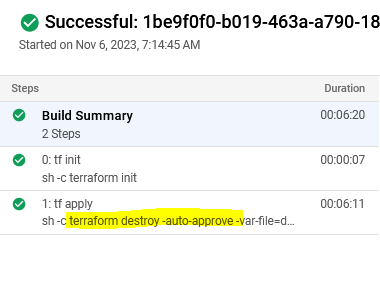 Successful: 1be9f0f0-b019-463a-a790-18
Started on Nov 6, 2023, 7:14:45 AM
Steps Duration
Build Summary 00:06:20
2 Steps
0: tf init 00:00:07
sh -c terraform init
1: tf apply 00:06:11
sh -c terraform destroy -auto-approve -var-file=d…